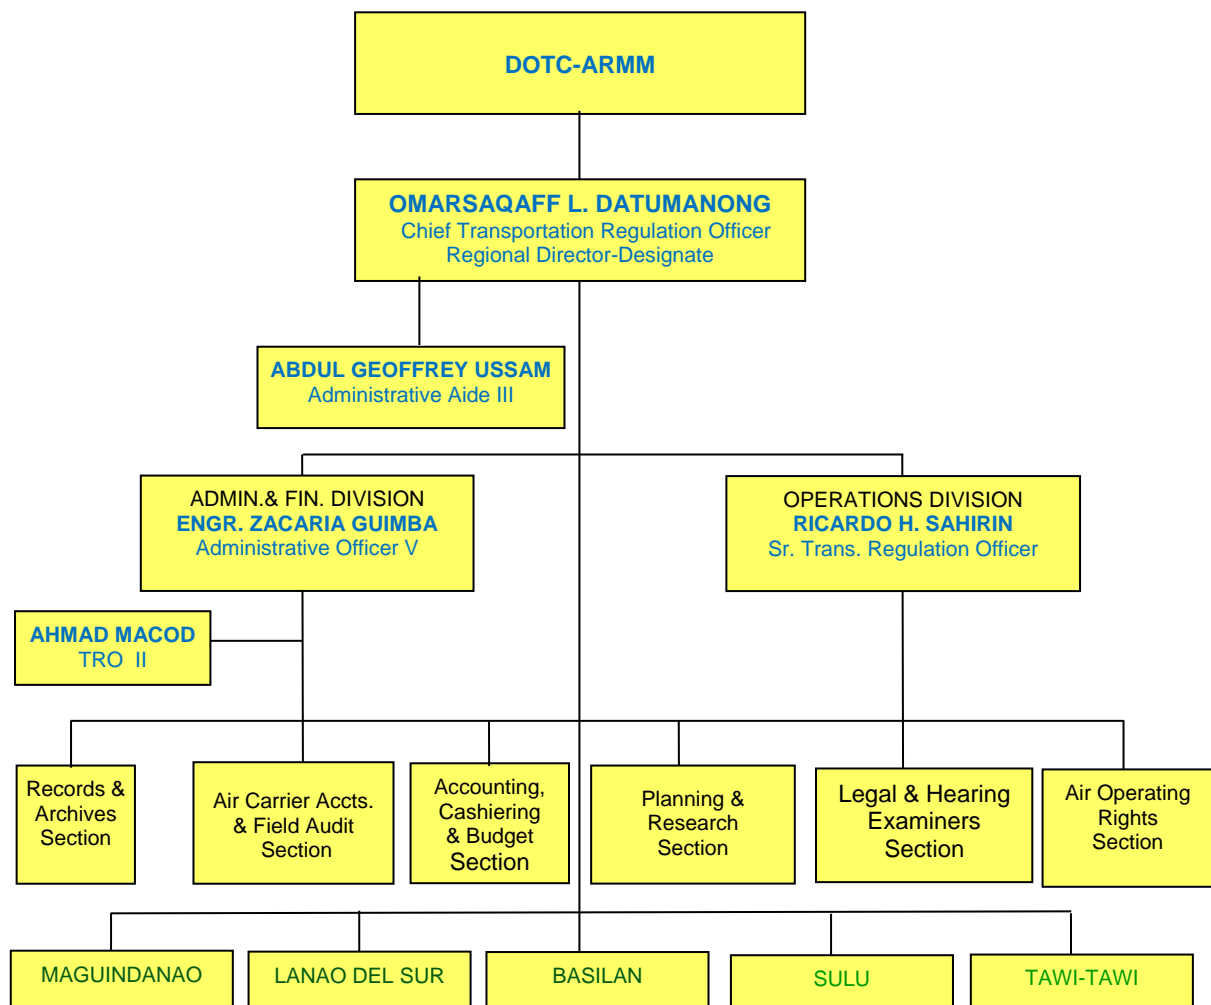 DOTC-ARMM
OMARSAQAFF L. DATUMANONG
Chief Transportation Regulation Officer
Regional Director-Designate
ABDUL GEOFFREY USSAM
Administrative Aide III
ADMIN.& FIN. DIVISION
ENGR. ZACARIA GUIMBA
Administrative Officer V
OPERATIONS DIVISION
RICARDO H. SAHIRIN
Sr. Trans. Regulation Officer
AHMAD MACOD
TRO  II
Records &
Archives
Section
Air Carrier Accts.
& Field Audit
Section
Accounting,
Cashiering
& Budget
Section
Planning &
Research
Section
Legal & Hearing
Examiners
Section
Air Operating
Rights
Section
MAGUINDANAO
LANAO DEL SUR
BASILAN
SULU
TAWI-TAWI